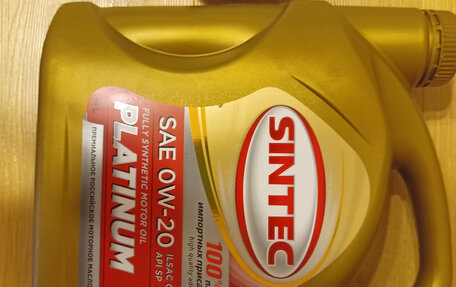 SINTEC
100%
импортных
high quality
SAE 0W-20
ILSAC
API SP
FULLY SYNTHETIC MOTOR OIL
PLATINUM
ПРЕМИАЛЬНОЕ РОССИЙСКОЕ МОТОРНОЕ МАСЛО